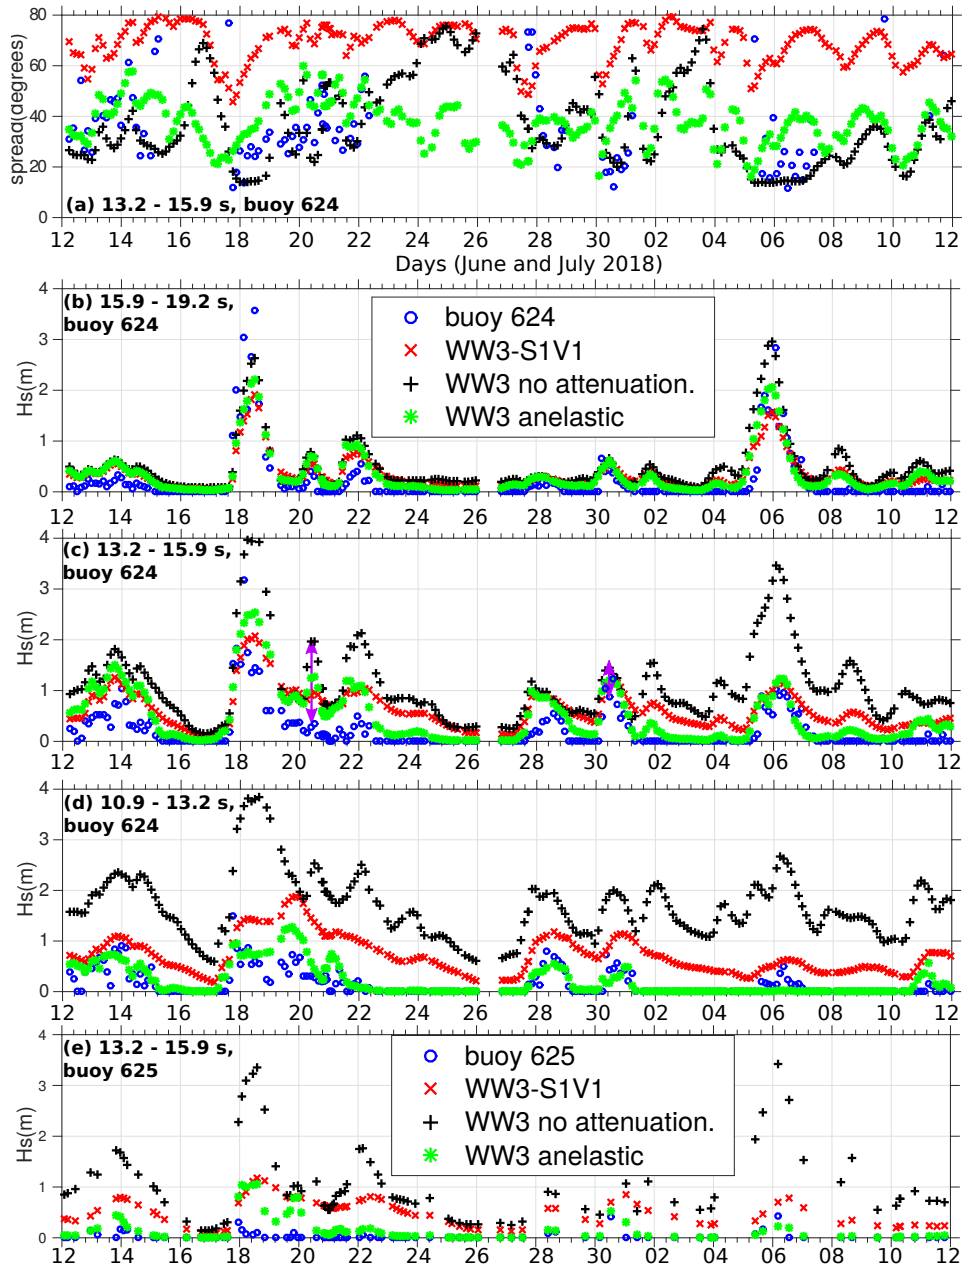 80
60
40
20
0
spread(degrees)
(a) 13.2 - 15.9 s, buoy 624
12 14 16 18 20 22 24 26 28 30 02 04 06 08 10 12
Days (June and July 2018)
4
3
2
1
0
Hs(m)
(b) 15.9 - 19.2 s,
buoy 624
buoy 624
WW3-S1V1
WW3 no attenuation.
WW3 anelastic
12 14 16 18 20 22 24 26 28 30 02 04 06 08 10 12
4
3
2
1
0
Hs(m)
(c) 13.2 - 15.9 s,
buoy 624
12 14 16 18 20 22 24 26 28 30 02 04 06 08 10 12
4
3
2
1
0
Hs(m)
(d) 10.9 - 13.2 s,
buoy 624
12 14 16 18 20 22 24 26 28 30 02 04 06 08 10 12
4
3
2
1
0
Hs(m)
(e) 13.2 - 15.9 s,
buoy 625
buoy 625
WW3-S1V1
WW3 no attenuation.
WW3 anelastic
12 14 16 18 20 22 24 26 28 30 02 04 06 08 10 12